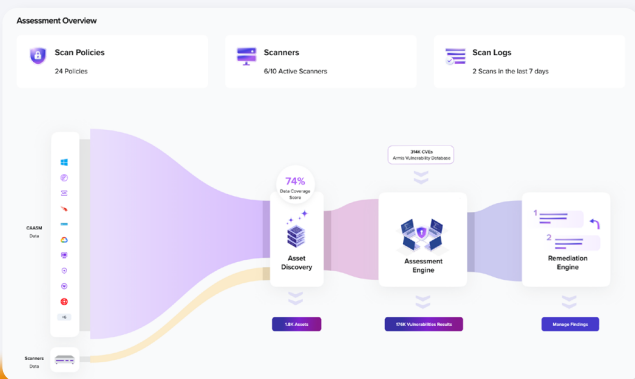 Assessment Overview
Scan Policies
24 Policies
Scanners
6/10 Active Scanners
Scan Logs
2 Scans in the last 7 days
314K CVEs
Armis Vulnerability Database
74%
Data Coverage
Score
CAASM
Data
Asset
Discovery
Assessment
Engine
1
2
Remediation
Engine
1.8K Assets
176K Vulnerabilities Results
Manage Findings
Scanners
Data